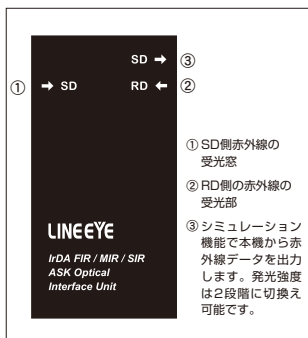 SD ➡ ③
① ➡ SD
RD ⬅ ②
LINEEYE
IrDA FIR / MIR / SIR
ASK Optical
Interface Unit
① SD側赤外線の
受光窓
② RD側の赤外線の
受光部
③ シミュレーション
機能で本機から赤
外線データを出力
します。発光強度
は2段階に切換え
可能です。